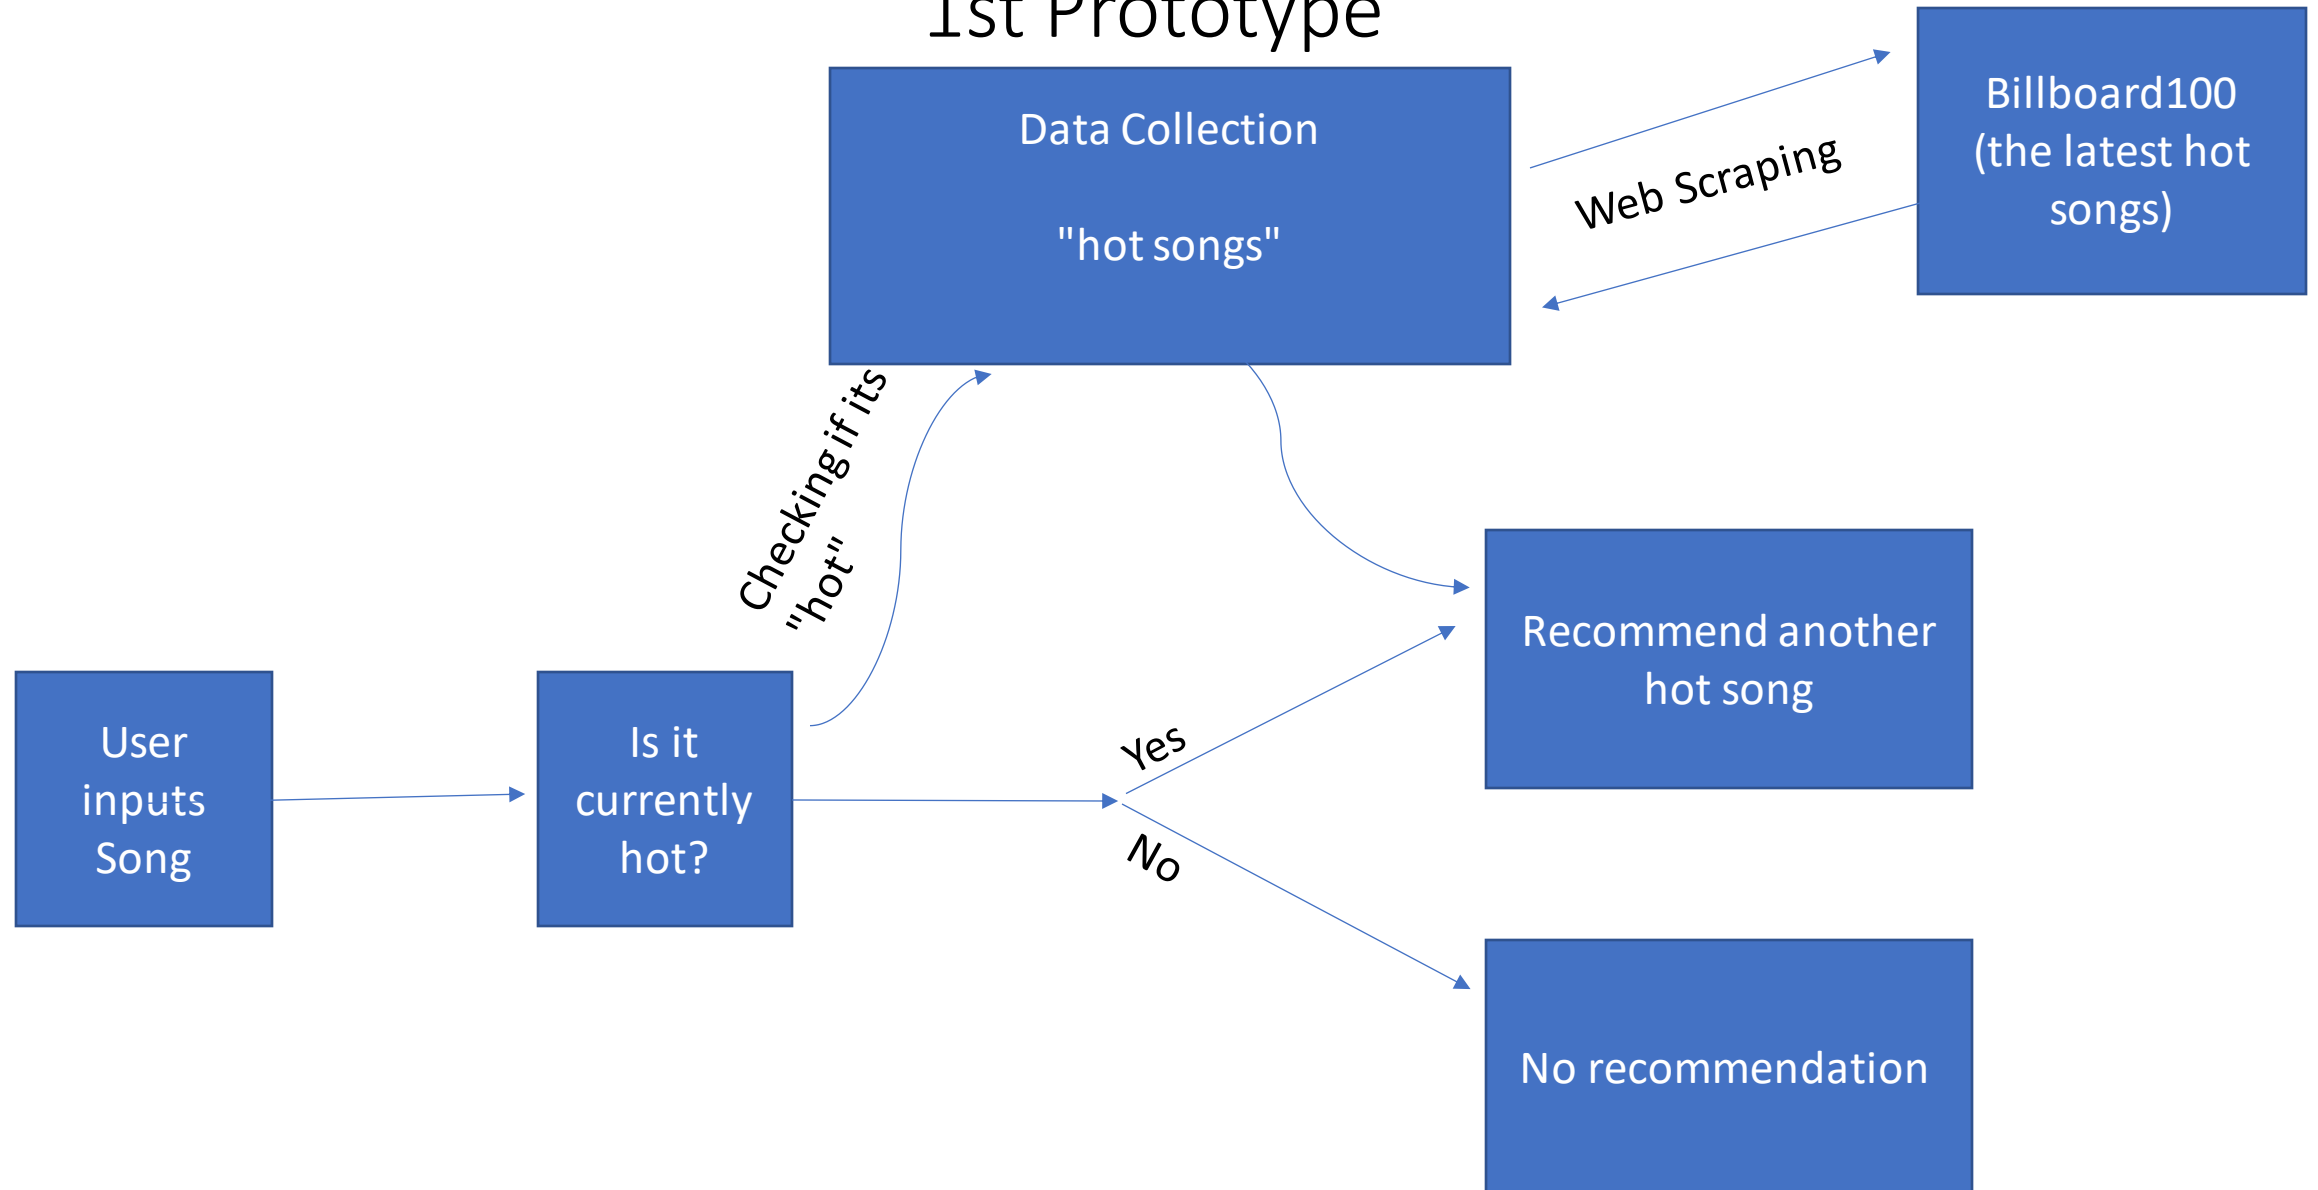 1st Prototype
Data Collection
"hot songs"
Billboard100
(the latest hot
songs)
Web Scraping
Checking if its
"hot"
User
inputs
Song
Is it
currently
hot?
Yes
No
Recommend another
hot song
No recommendation